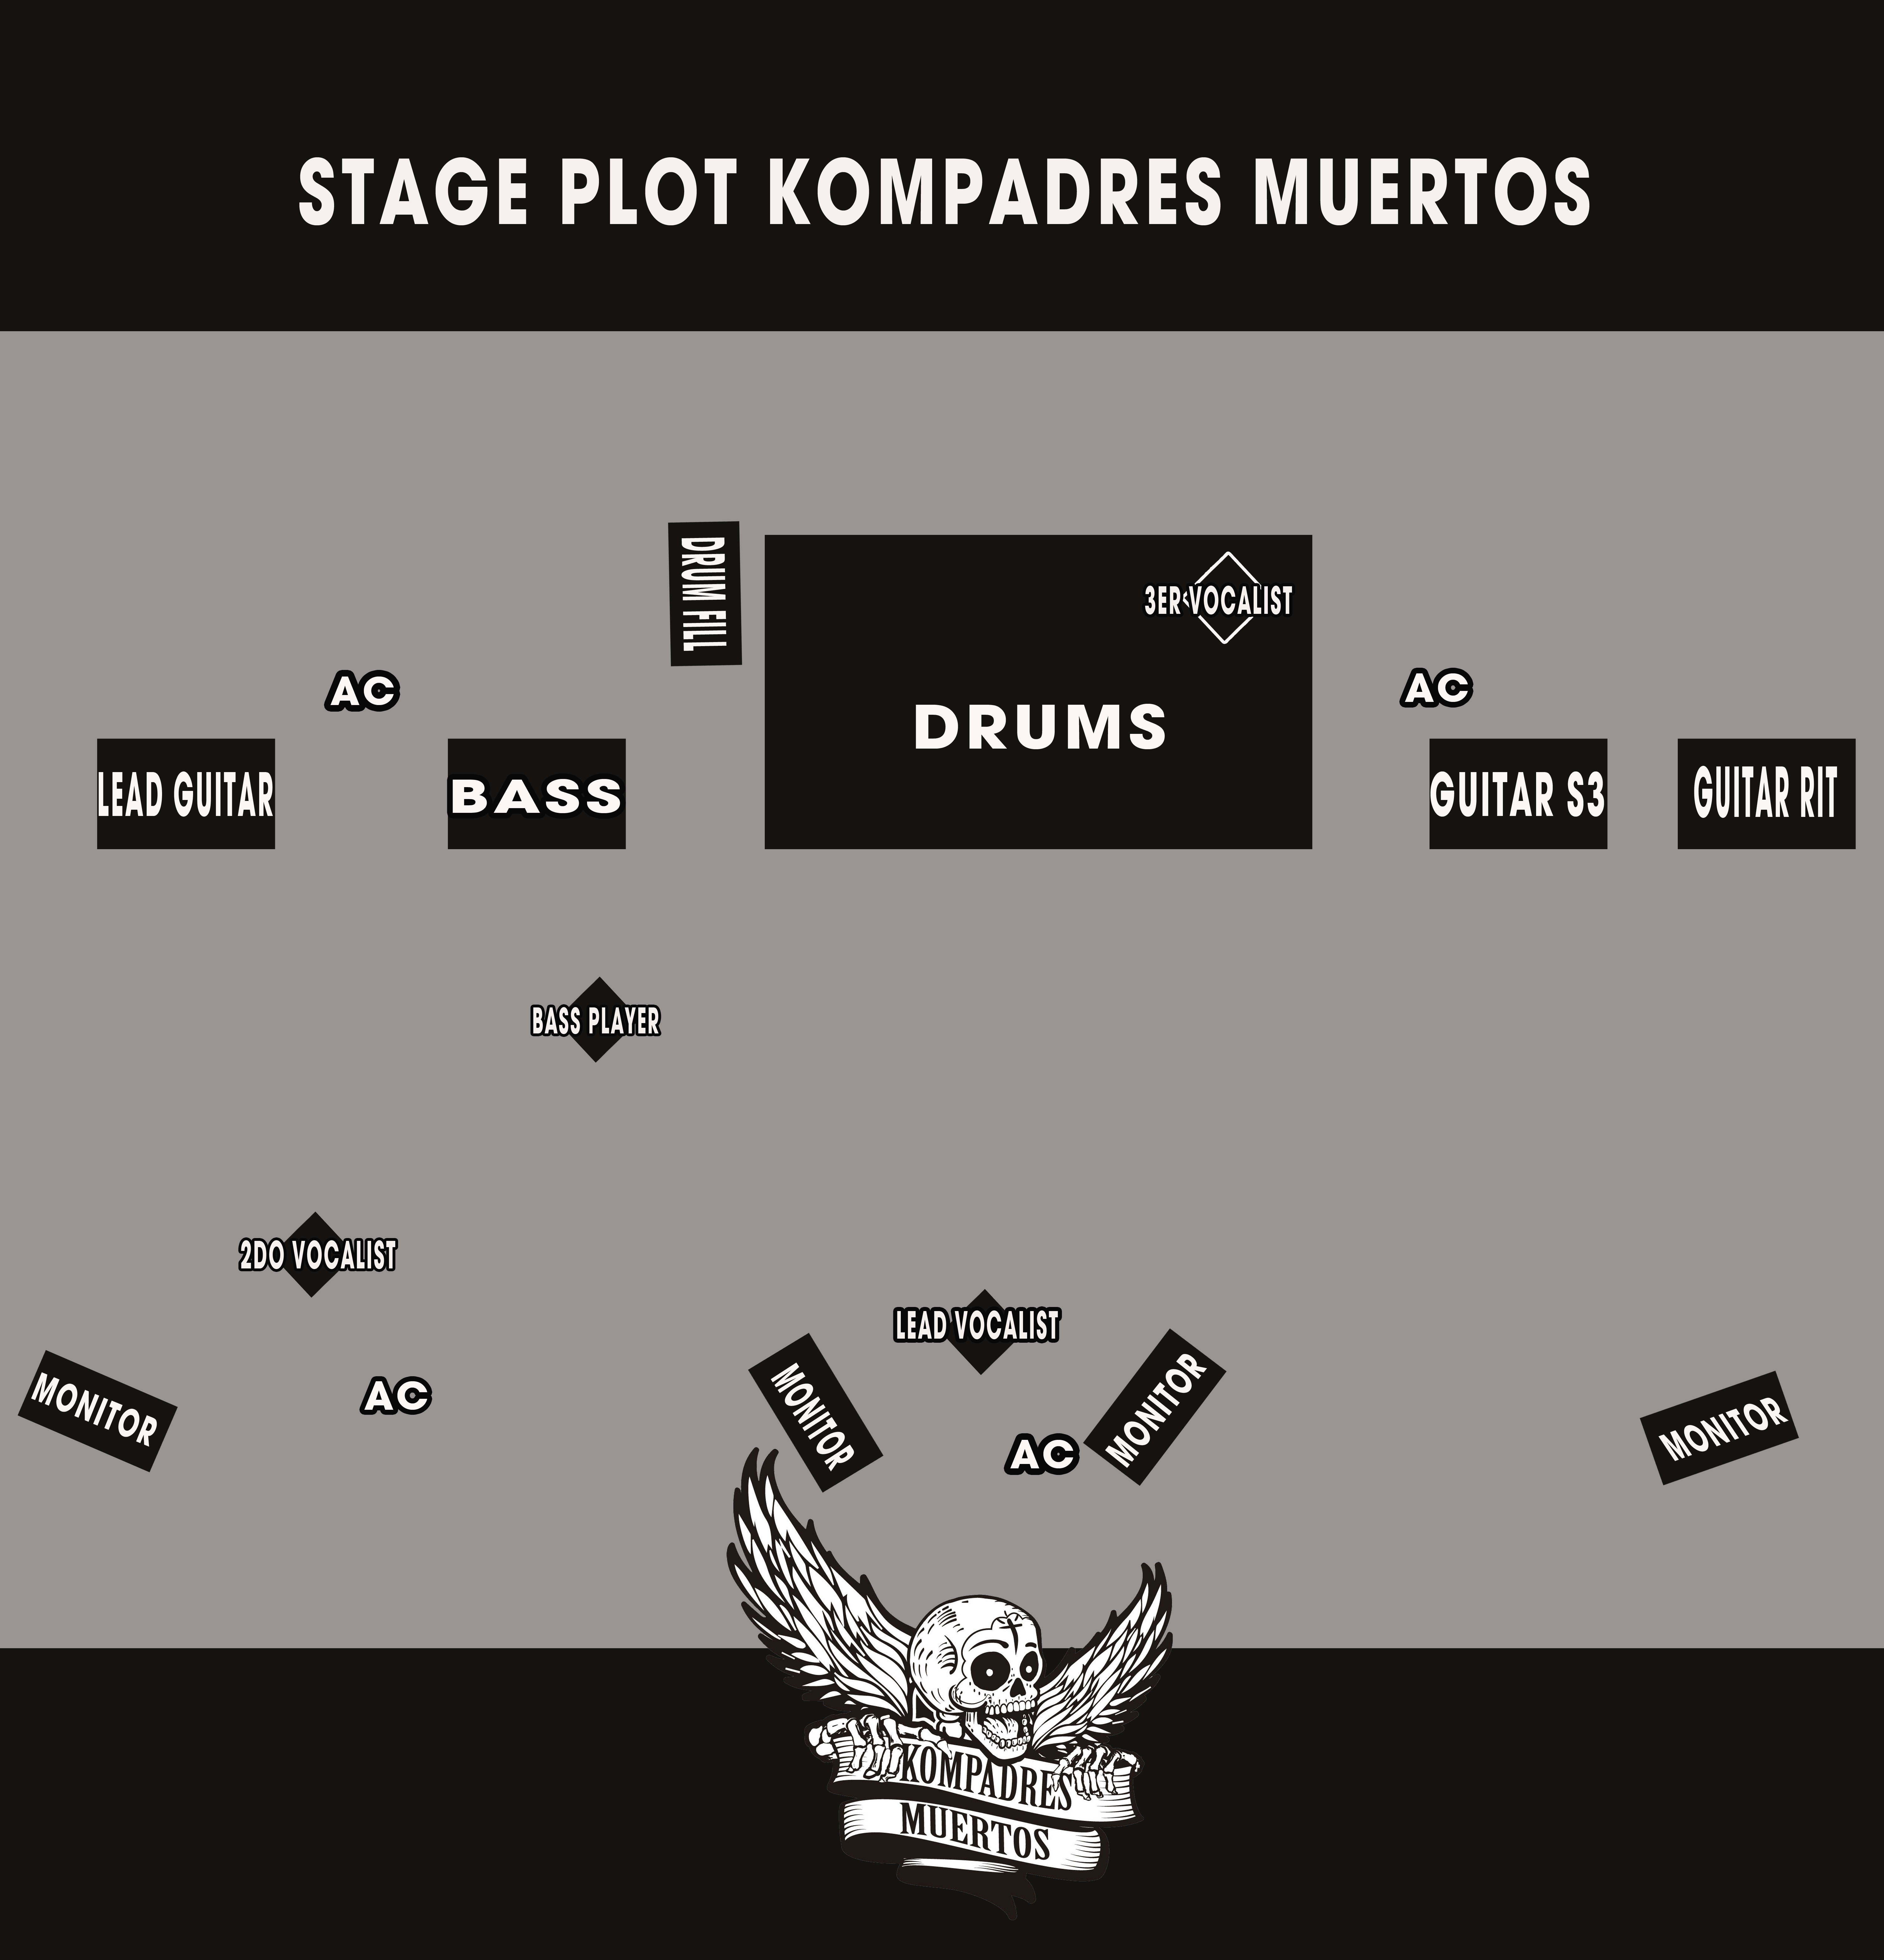 STAGE PLOT KOMPADRES MUERTOS
DRUM FILL
3ER VOCALIST
AC
AC
DRUMS
LEAD GUITAR
BASS
GUITAR S3
GUITAR RIT
BASS PLAYER
2DO VOCALIST
LEAD VOCALIST
MONITOR
AC
MONITOR
AC
MONITOR
MONITOR
KOMPADRES
MUERTOS